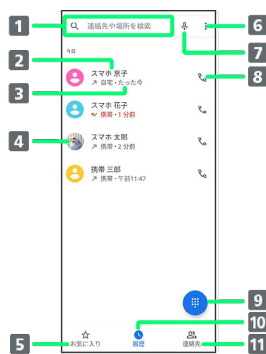 1
連絡先や場所を検索
6
今日
7
2
スマホ 京子
8
3
自宅・たった今
スマホ 花子
携帯・1 分前
4
スマホ 太郎
携帯・2 分前
携帯 三郎
携帯・午前11:47
9
10
5
お気に入り
履歴
連絡先
11